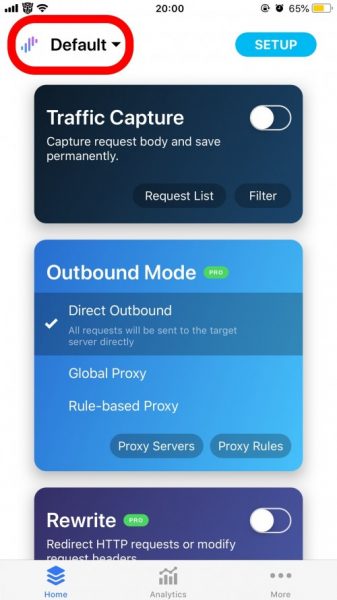 20:00
65%
Default
SETUP
Traffic Capture
Capture request body and save
permanently.
Request List
Filter
Outbound Mode PRO
Direct Outbound
All requests will be sent to the target
server directly
Global Proxy
Rule-based Proxy
Proxy Servers
Proxy Rules
Rewrite PRO
Redirect HTTP requests or modify
request headers
Home
Analytics
More